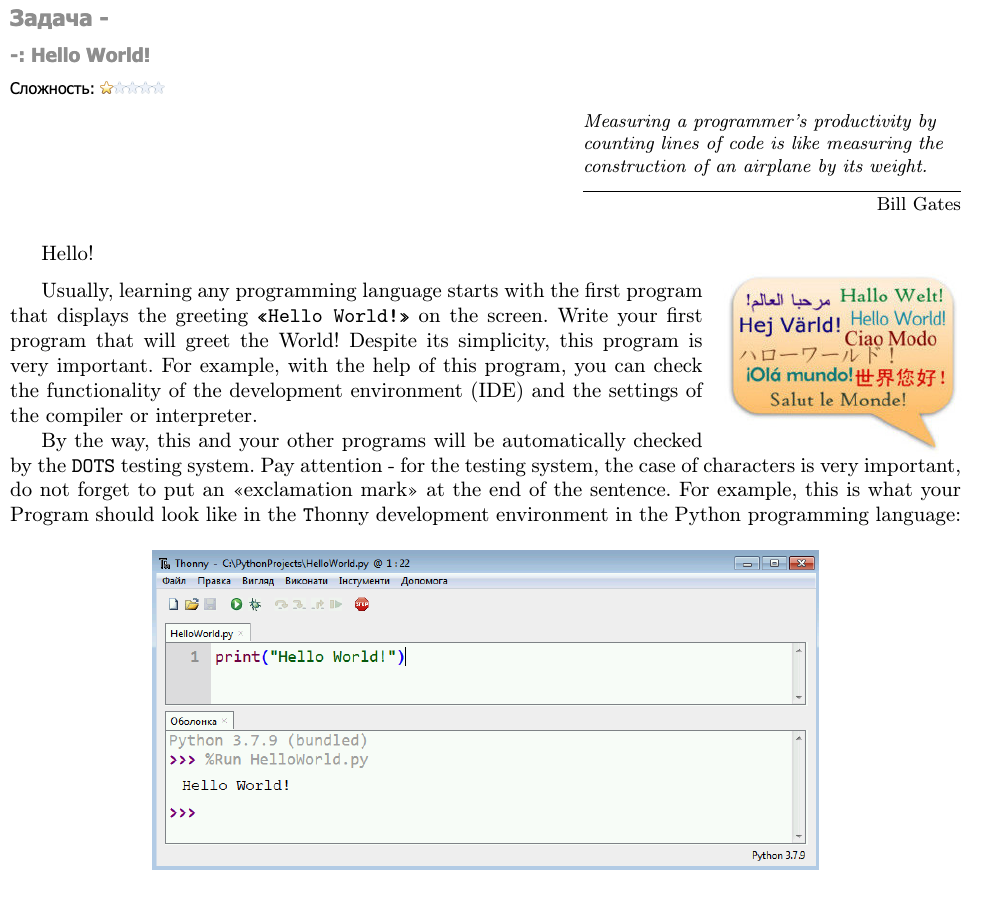 Задача -
-: Hello World!
Сложность:
Measuring a programmer's productivity by
counting lines of code is like measuring the
construction of an airplane by its weight.
Bill Gates
Hello!
Usually, learning any programming language starts with the first program
that displays the greeting «Hello World!» on the screen. Write your first
program that will greet the World! Despite its simplicity, this program is
very important. For example, with the help of this program, you can check
the functionality of the development environment (IDE) and the settings of
the compiler or interpreter.
مرحبا العالم!
Hallo Welt!
Hej Värld!
Hello World!
Ciao Modo
ハローワールド！
¡Olá mundo!
世界您好！
Salut le Monde!
By the way, this and your other programs will be automatically checked
by the DOTS testing system. Pay attention - for the testing system, the case of characters is very important,
do not forget to put an «exclamation mark» at the end of the sentence. For example, this is what your
Program should look like in the Thonny development environment in the Python programming language:
Thonny - C:\PythonProjects\HelloWorld.py @ 1 : 22
Файл Правка Вигляд Виконати Інстументи Допомога
STOP
HelloWorld.py ×
1 print("Hello World!")
Оболонка ×
Python 3.7.9 (bundled)
>>> %Run HelloWorld.py
Hello World!
>>>
Python 3.7.9